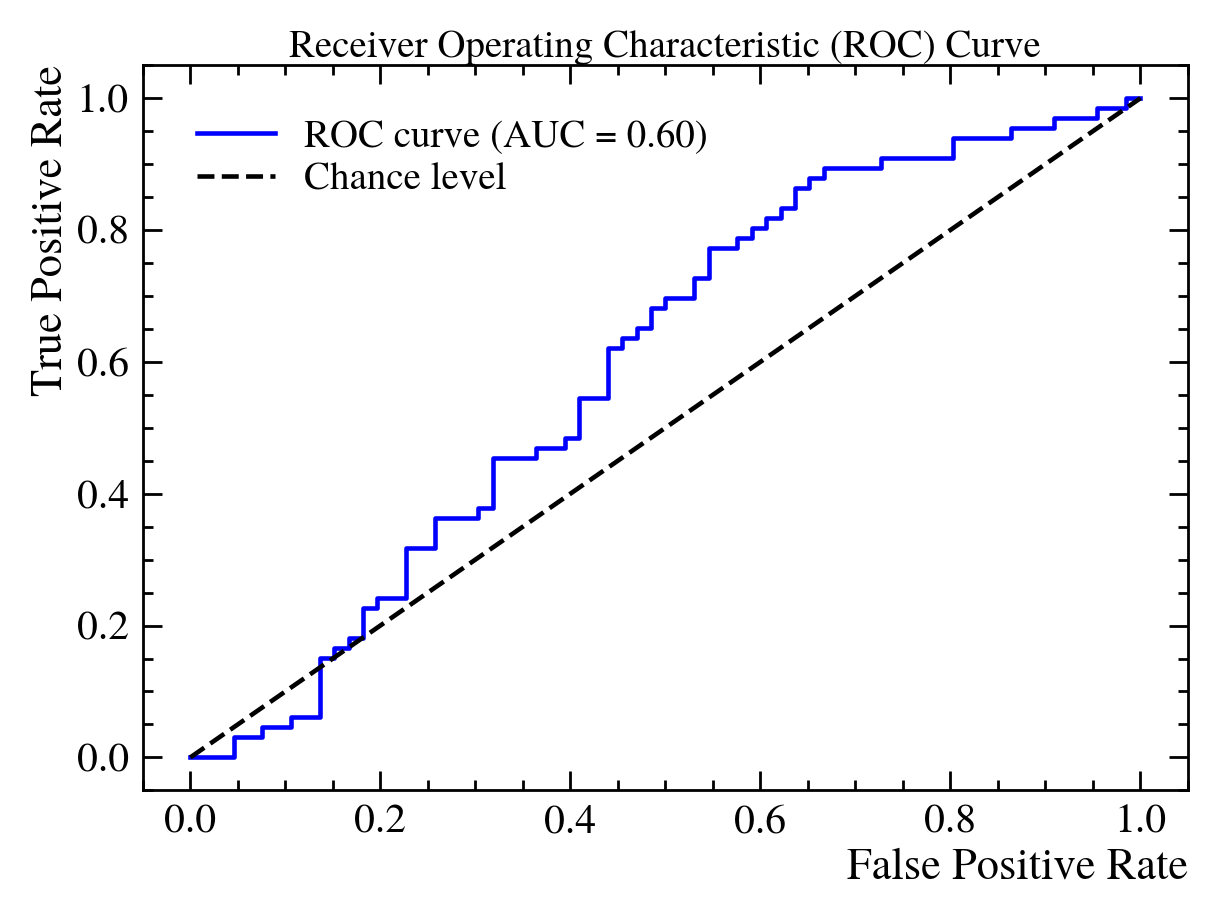 Receiver Operating Characteristic (ROC) Curve
True Positive Rate
1.0
0.8
0.6
0.4
0.2
0.0
ROC curve (AUC = 0.60)
Chance level
0.0 0.2 0.4 0.6 0.8 1.0
False Positive Rate